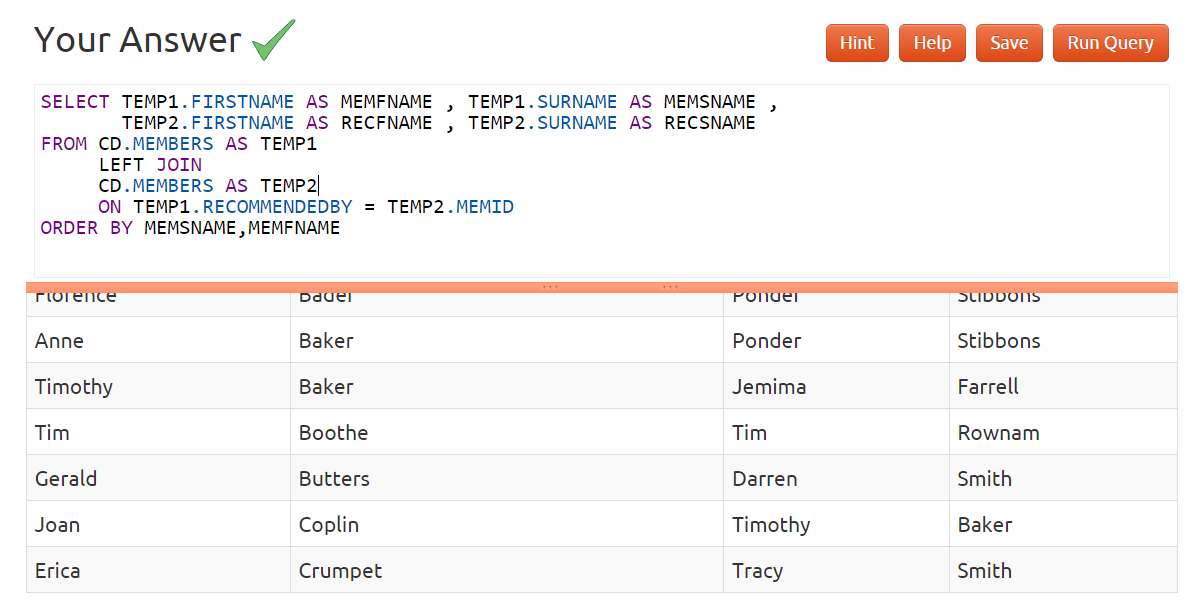 Your Answer
Hint Help Save Run Query
SELECT TEMP1.FIRSTNAME AS MEMFNAME , TEMP1.SURNAME AS MEMSNAME ,
TEMP2.FIRSTNAME AS RECFNAME , TEMP2.SURNAME AS RECSNAME
FROM CD.MEMBERS AS TEMP1
LEFT JOIN
CD.MEMBERS AS TEMP2
ON TEMP1.RECOMMENDEDBY = TEMP2.MEMID
ORDER BY MEMSNAME,MEMFNAME
Florence Bader Ponder Stibbons
Anne Baker Ponder Stibbons
Timothy Baker Jemima Farrell
Tim Boothe Tim Rownam
Gerald Butters Darren Smith
Joan Coplin Timothy Baker
Erica Crumpet Tracy Smith